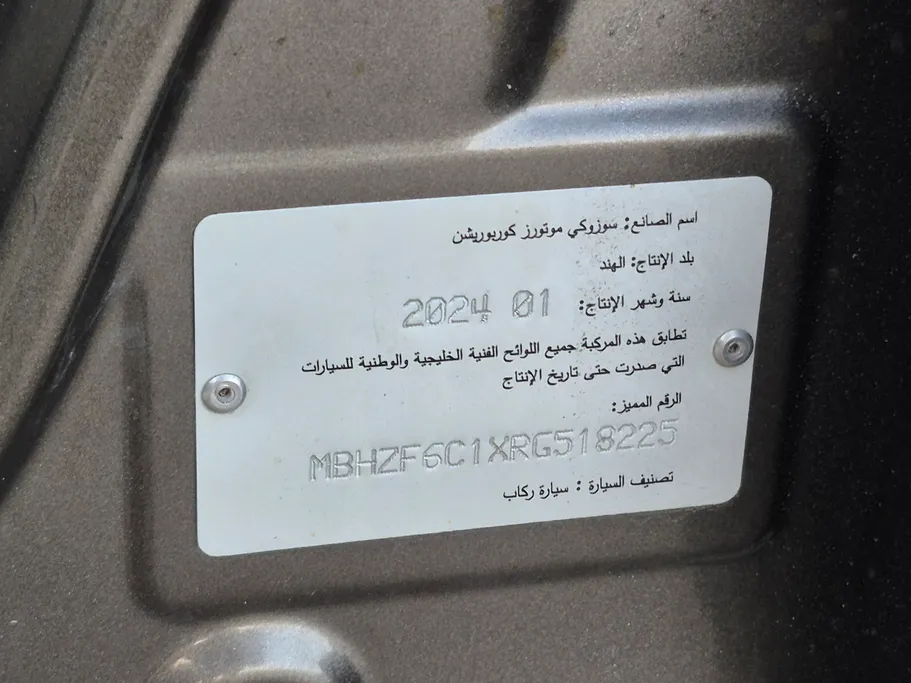 اسم الصانع: سوزوكي موتورز كوربوريشن
بلد الإنتاج: الهند
سنة وشهر الإنتاج: 2024 01
تطابق هذه المركبة جميع اللوائح الفنية الخليجية والوطنية للسيارات
التي صدرت حتى تاريخ الإنتاج
الرقم المميز:
MBHZF6C1XRG518225
تصنيف السيارة : سيارة ركاب